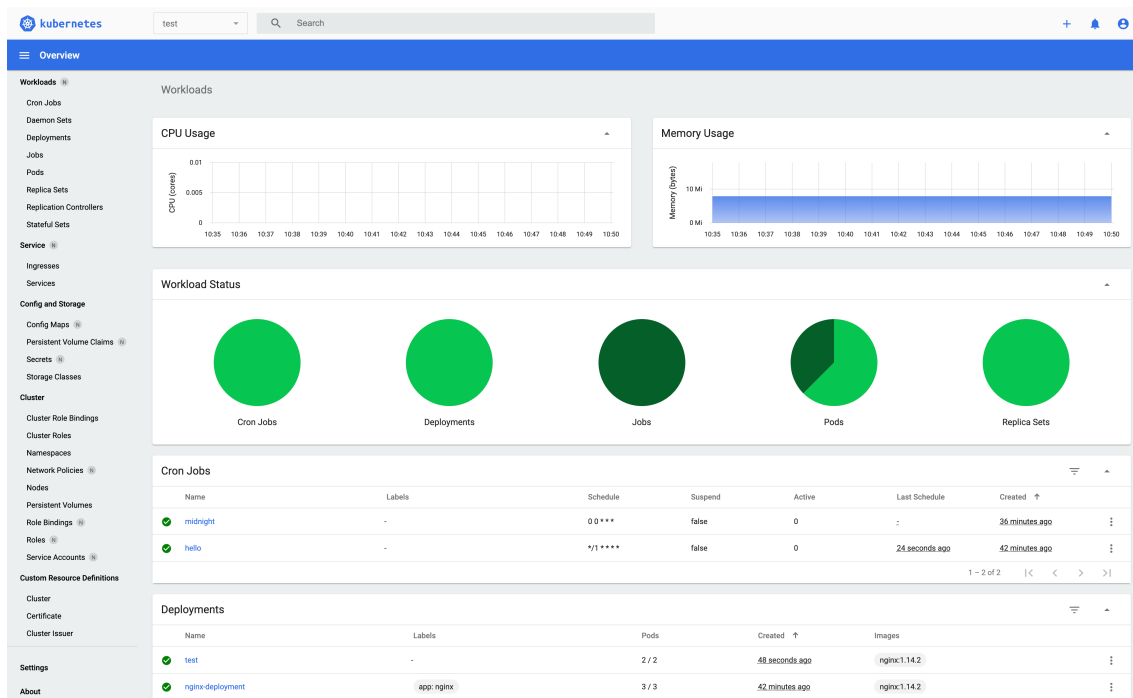 kubernetes
test
Search
Overview
Workloads N
Cron Jobs
Daemon Sets
Deployments
Jobs
Pods
Replica Sets
Replication Controllers
Stateful Sets
Service N
Ingresses
Services
Config and Storage
Config Maps N
Persistent Volume Claims N
Secrets N
Storage Classes
Cluster
Cluster Role Bindings
Cluster Roles
Namespaces
Network Policies N
Nodes
Persistent Volumes
Role Bindings N
Roles N
Service Accounts N
Custom Resource Definitions
Cluster
Certificate
Cluster Issuer
Settings
About
Workloads
CPU Usage
CPU (cores)
0.01
0.005
0
10:35 10:36 10:37 10:38 10:39 10:40 10:41 10:42 10:43 10:44 10:45 10:46 10:47 10:48 10:49 10:50
Memory Usage
Memory (bytes)
10 Mi
0 Mi
10:35 10:36 10:37 10:38 10:39 10:40 10:41 10:42 10:43 10:44 10:45 10:46 10:47 10:48 10:49 10:50
Workload Status
Cron Jobs Deployments Jobs Pods Replica Sets
Cron Jobs
Name Labels Schedule Suspend Active Last Schedule Created
midnight - 0 0 * * * false 0 - 36 minutes ago
hello - */1 * * * * false 0 24 seconds ago 42 minutes ago
1 – 2 of 2
Deployments
Name Labels Pods Created Images
test - 2 / 2 48 seconds ago nginx:1.14.2
nginx-deployment app: nginx 3 / 3 42 minutes ago nginx:1.14.2